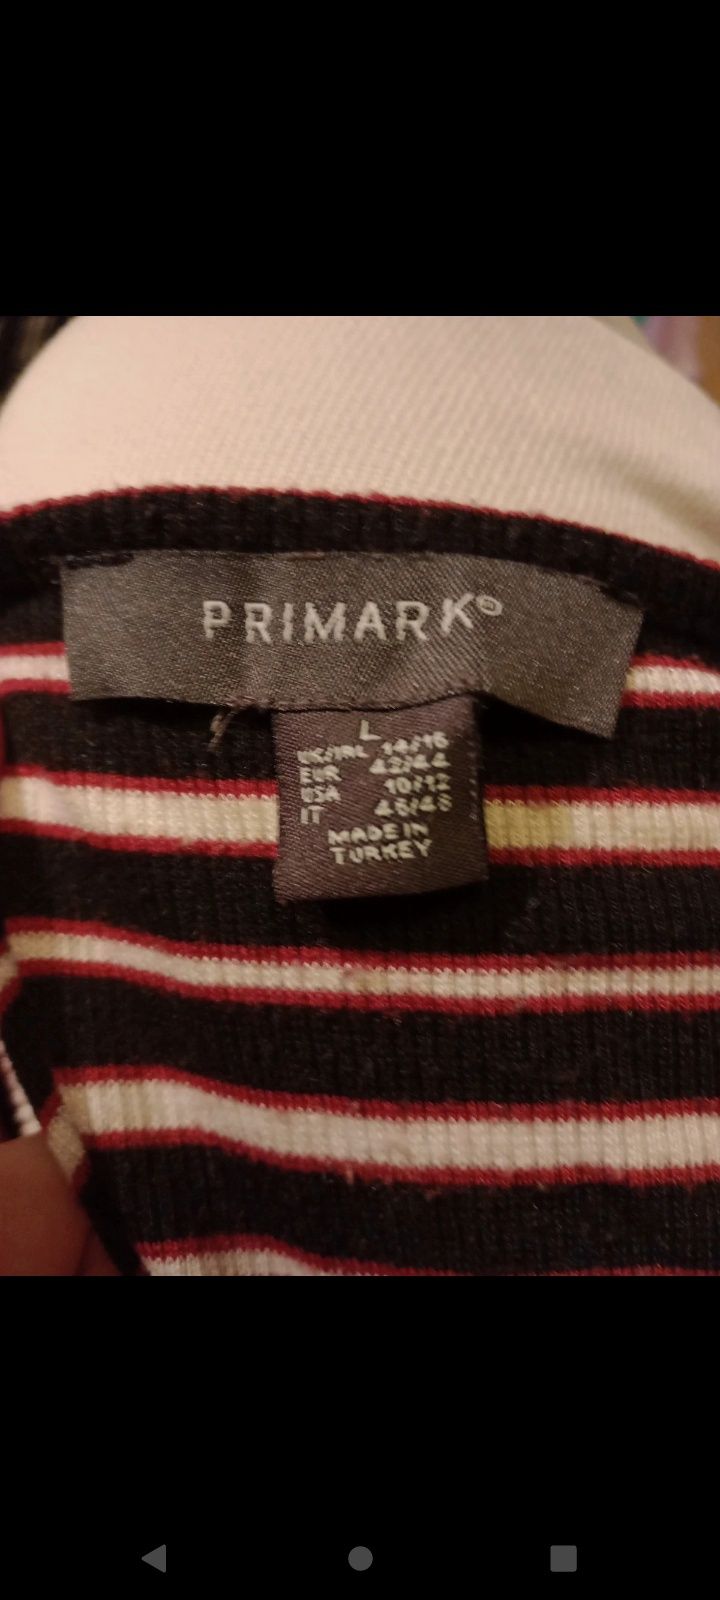 PRIMARK®
L
UK/IRL 14/16
EUR 42/44
USA 10/12
IT 46/48
MADE IN
TURKEY